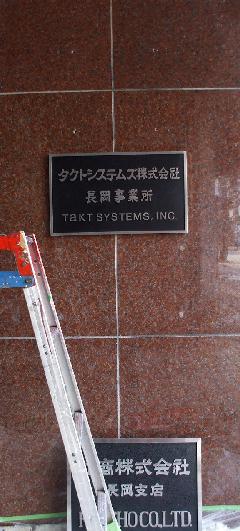 タクトシステムズ株式会社
長岡事業所
TAKT SYSTEMS, INC.
商株式会社
長岡支店
HO CO.,LTD.